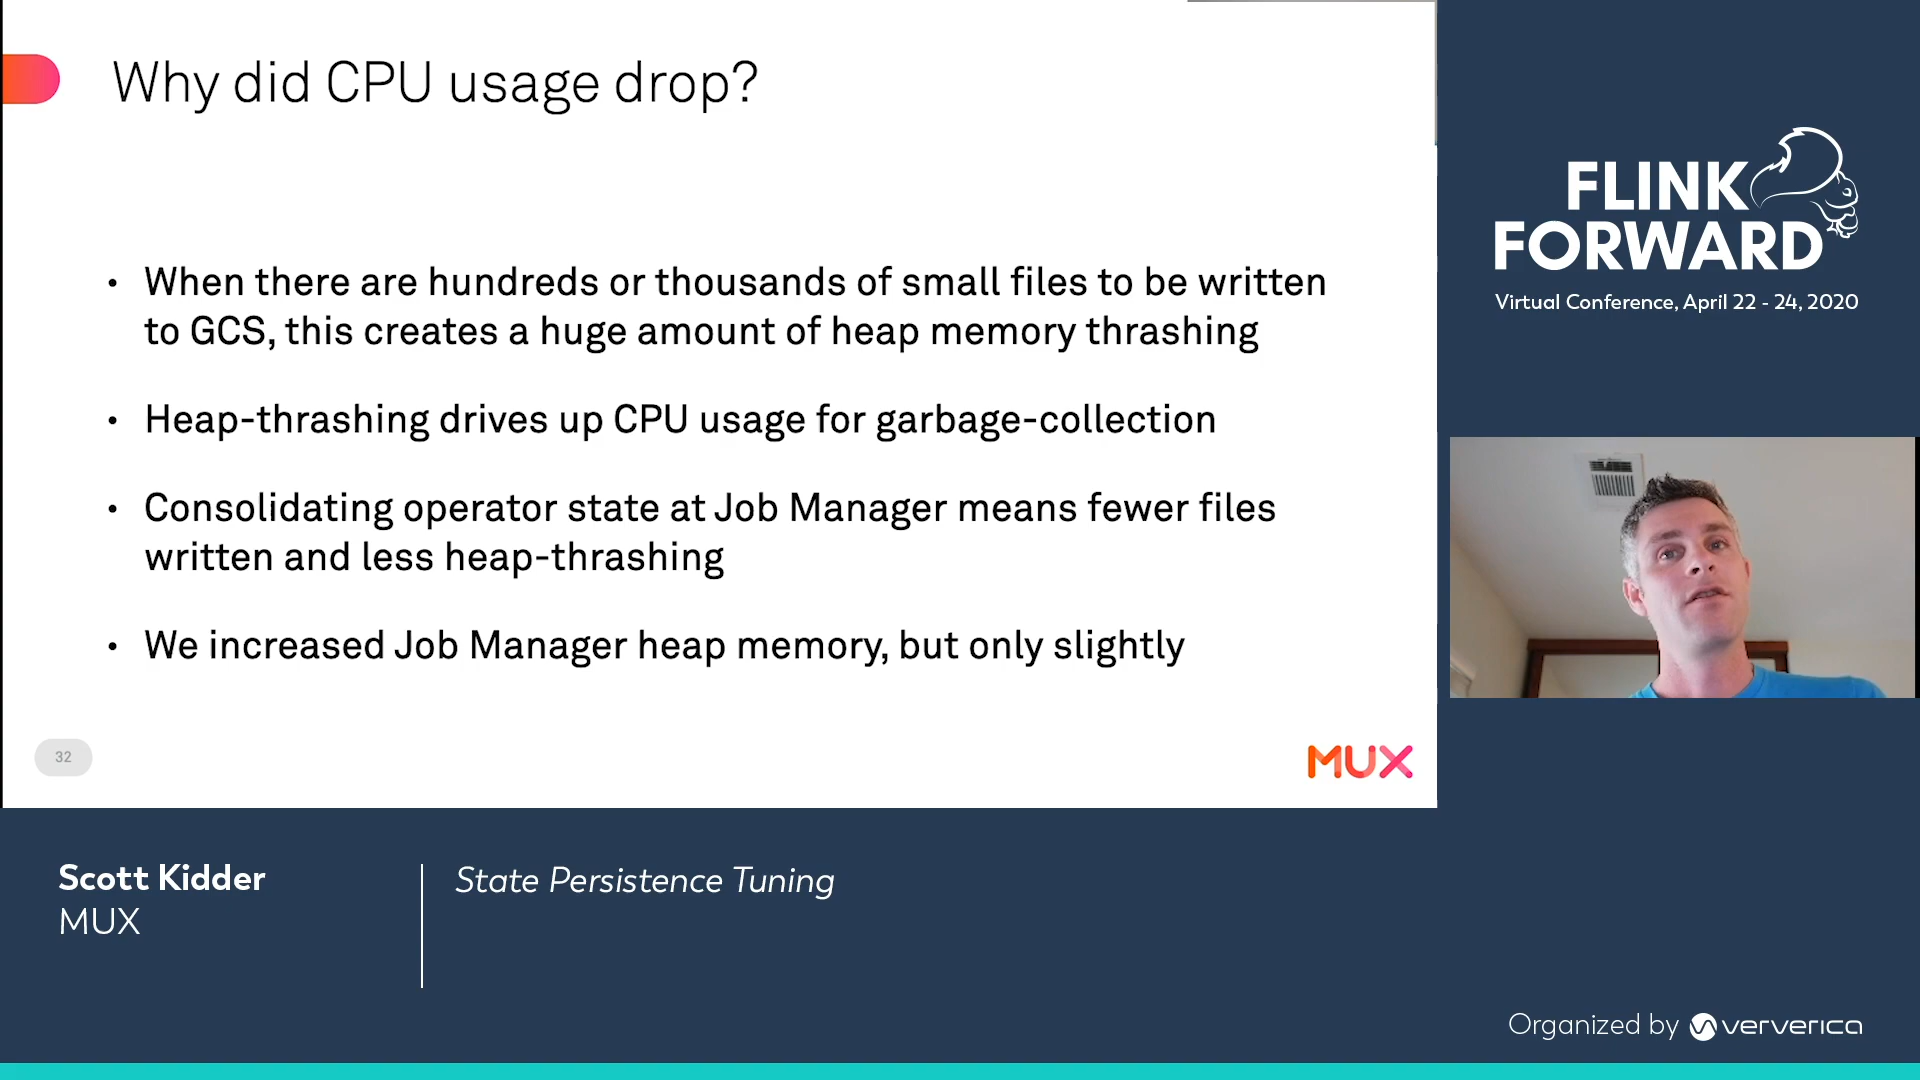 Why did CPU usage drop?
• When there are hundreds or thousands of small files to be written
to GCS, this creates a huge amount of heap memory thrashing
• Heap-thrashing drives up CPU usage for garbage-collection
• Consolidating operator state at Job Manager means fewer files
written and less heap-thrashing
• We increased Job Manager heap memory, but only slightly
32
MUX
FLINK
FORWARD
Virtual Conference, April 22 - 24, 2020
Scott Kidder
MUX
State Persistence Tuning
Organized by ververica